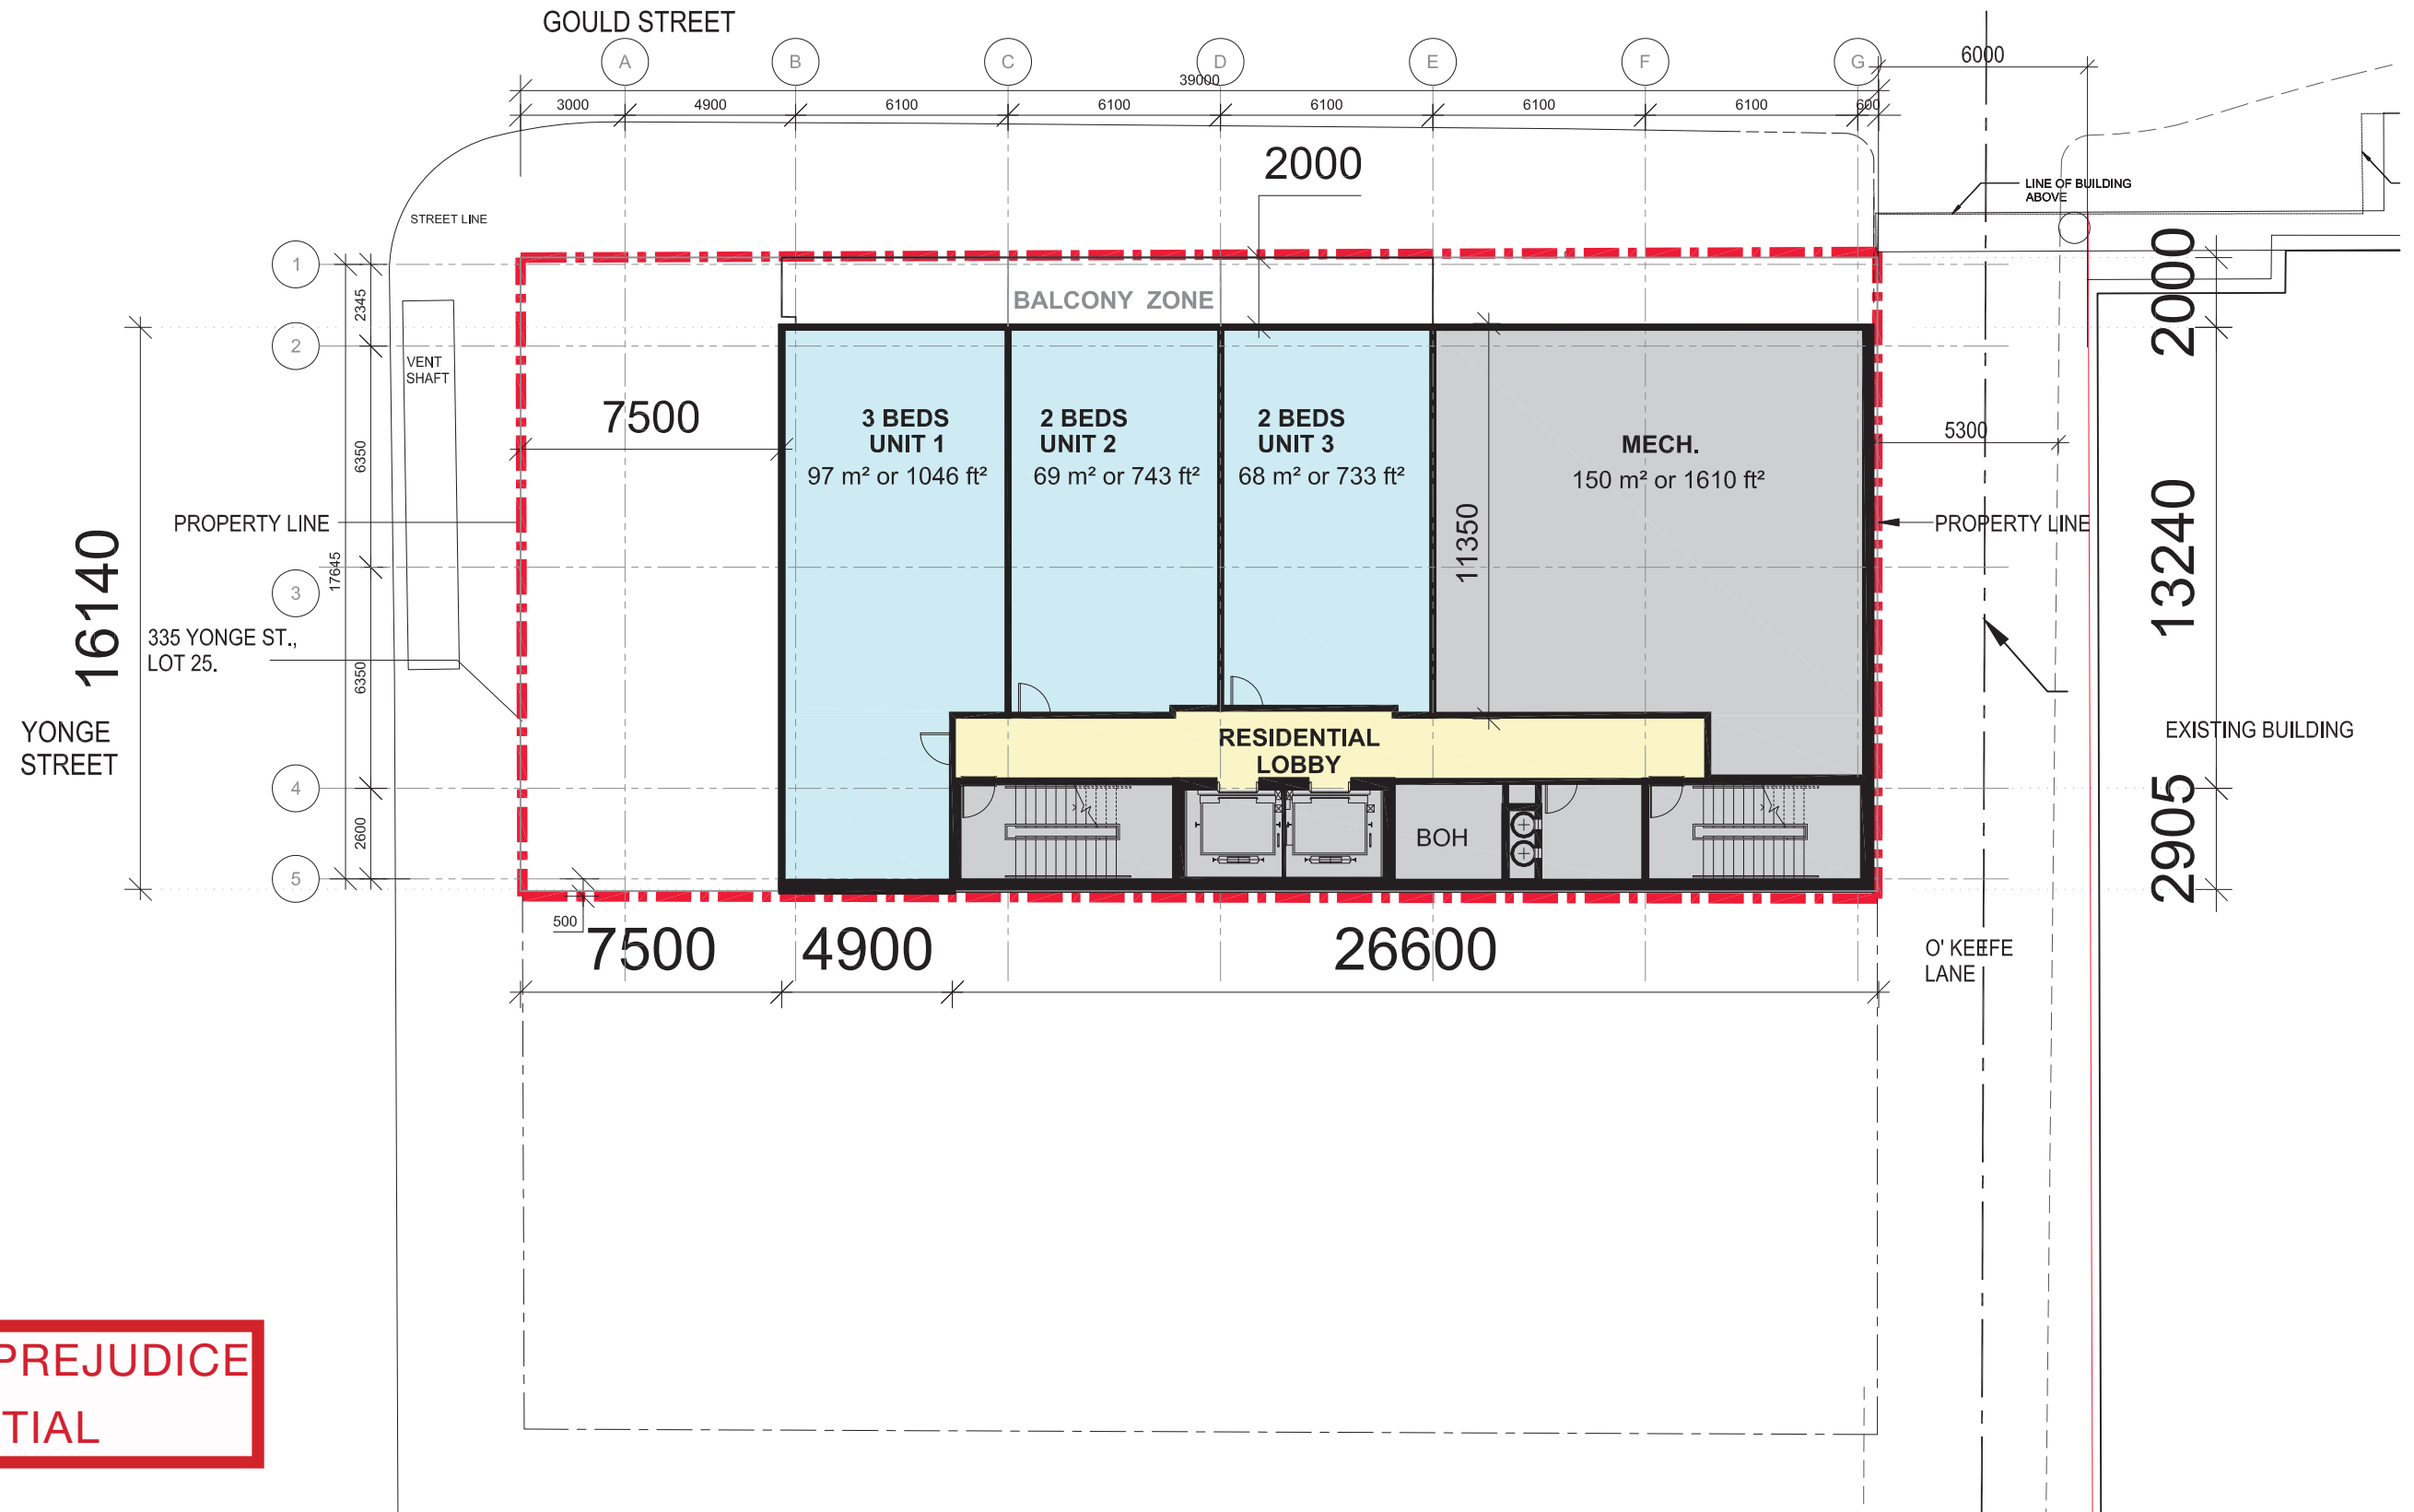 GOULD STREET
A
B
C
D
E
F
G
39000
6000
3000
4900
6100
6100
6100
6100
6100
600
2000
LINE OF BUILDING
ABOVE
STREET LINE
1
2
3
4
5
2345
6350
17645
6350
2600
BALCONY ZONE
VENT
SHAFT
7500
3 BEDS
UNIT 1
97 m² or 1046 ft²
2 BEDS
UNIT 2
69 m² or 743 ft²
2 BEDS
UNIT 3
68 m² or 733 ft²
MECH.
150 m² or 1610 ft²
11350
2000
5300
13240
2905
PROPERTY LINE
PROPERTY LINE
16140
335 YONGE ST.,
LOT 25.
YONGE
STREET
RESIDENTIAL
LOBBY
BOH
EXISTING BUILDING
500
7500
4900
26600
O' KEEFE
LANE
PREJUDICE
TIAL